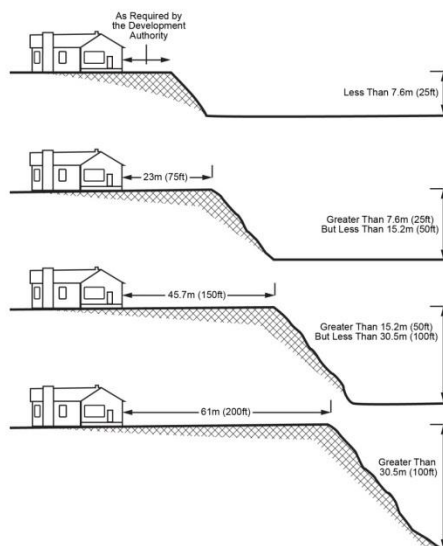 As Required by
the Development
Authority
Less Than 7.6m (25ft)
23m (75ft)
Greater Than 7.6m (25ft)
But Less Than 15.2m (50ft)
45.7m (150ft)
Greater Than 15.2m (50ft)
But Less Than 30.5m (100ft)
61m (200ft)
Greater Than
30.5m (100ft)